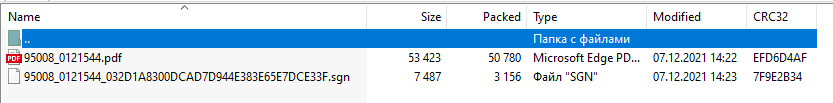 Name Size Packed Type Modified CRC32
.. Папка с файлами
PDF 95008_0121544.pdf 53 423 50 780 Microsoft Edge PD... 07.12.2021 14:22 EFD6D4AF
95008_0121544_032D1A8300DCAD7D944E383E65E7DCE33F.sgn 7 487 3 156 Файл "SGN" 07.12.2021 14:23 7F9E2B34